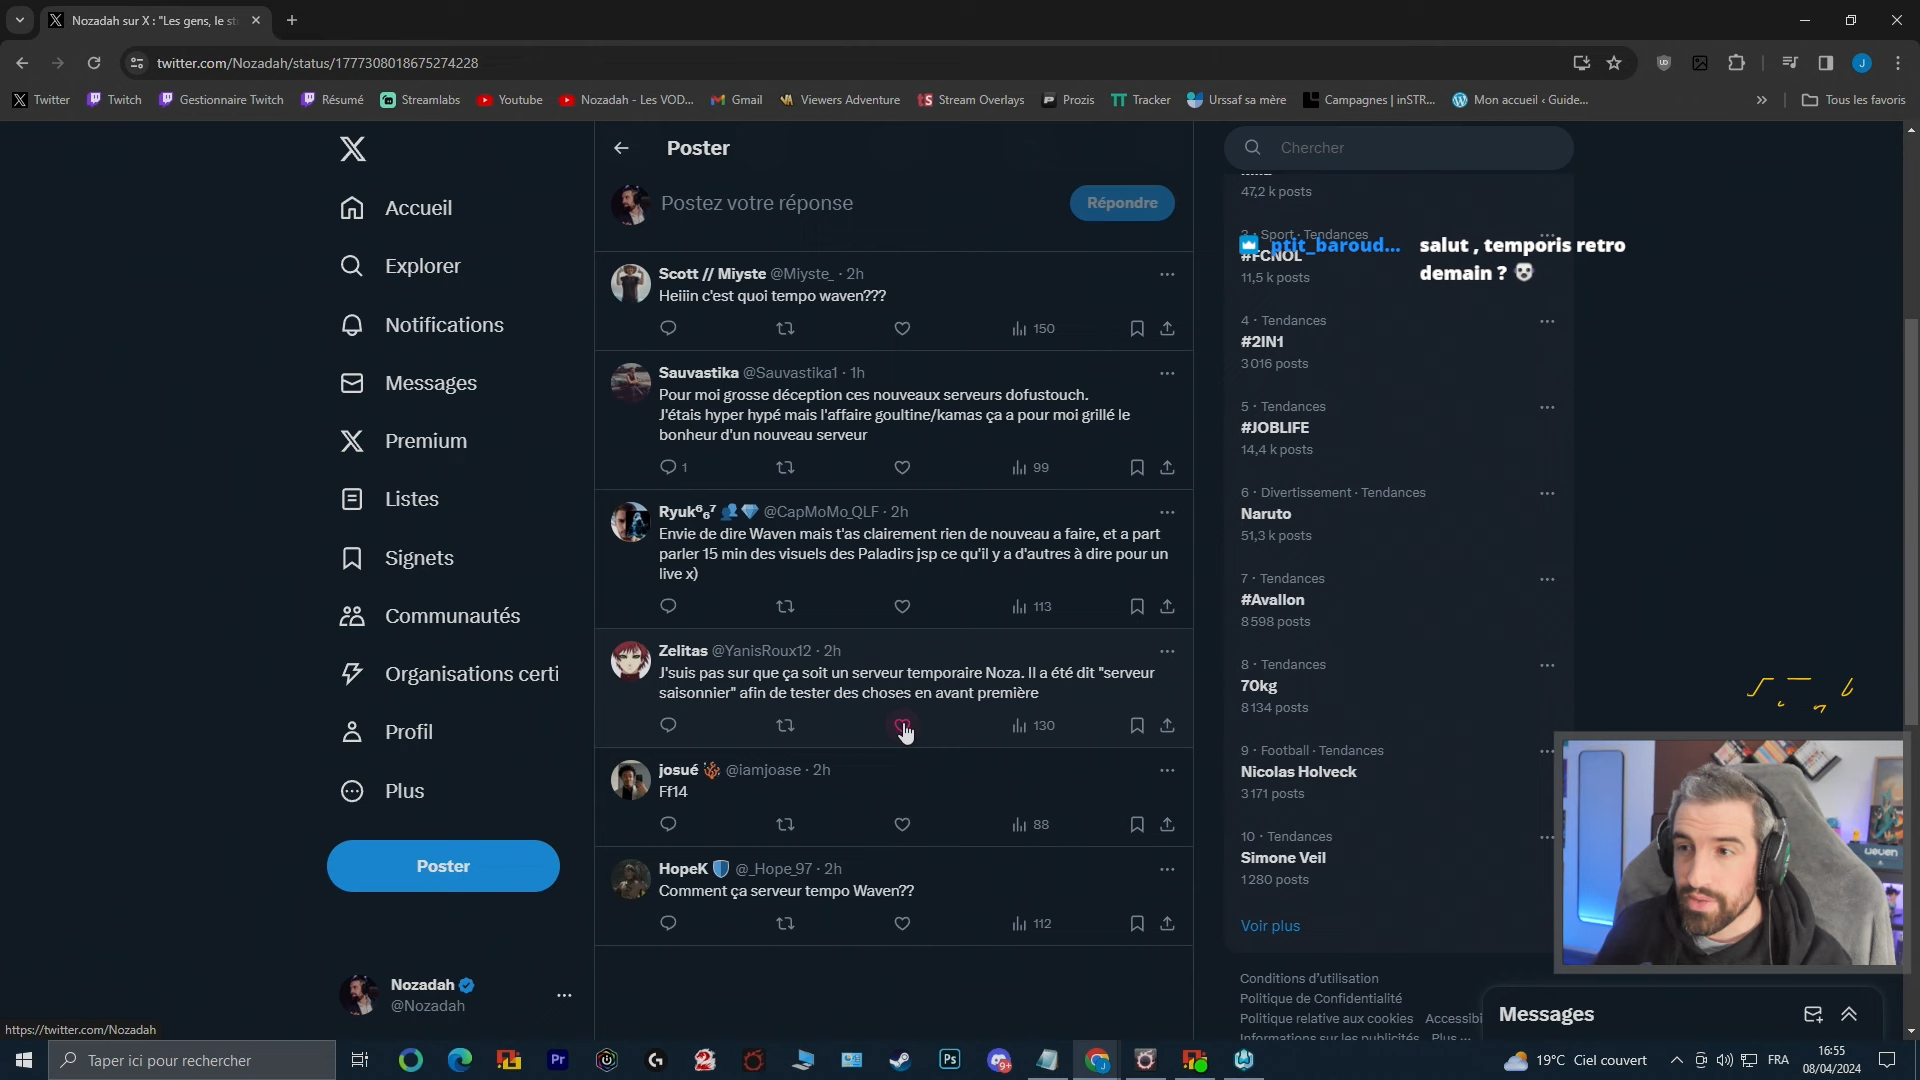 Nozadah sur X : "Les gens, le st
twitter.com/Nozadah/status/1777308018675274228
Twitter
Twitch
Gestionnaire Twitch
Résumé
Streamlabs
Youtube
Nozadah - Les VOD...
Gmail
Viewers Adventure
Stream Overlays
Prozis
Tracker
Urssaf sa mère
Campagnes | inSTR...
Mon accueil ‹ Guide...
Tous les favoris
Accueil
Explorer
Notifications
Messages
Premium
Listes
Signets
Communautés
Organisations certi
Profil
Plus
Poster
Nozadah
@Nozadah
https://twitter.com/Nozadah
Poster
Postez votre réponse
Répondre
Scott // Miyste @Miyste_ · 2h
Heiiin c'est quoi tempo waven???
150
Sauvastika @Sauvastika1 · 1h
Pour moi grosse déception ces nouveaux serveurs dofustouch.
J'étais hyper hypé mais l'affaire goultine/kamas ça a pour moi grillé le
bonheur d'un nouveau serveur
1
99
Ryuk⁶₆⁷ 👥💎 @CapMoMo_QLF · 2h
Envie de dire Waven mais t'as clairement rien de nouveau a faire, et a part
parler 15 min des visuels des Paladirs jsp ce qu'il y a d'autres à dire pour un
live x)
113
Zelitas @YanisRoux12 · 2h
J'suis pas sur que ça soit un serveur temporaire Noza. Il a été dit "serveur
saisonnier" afin de tester des choses en avant première
130
josué @iamjoase · 2h
Ff14
88
HopeK 🛡 @_Hope_97 · 2h
Comment ça serveur tempo Waven??
112
Chercher
47,2 k posts
3 · Sport · Tendances
#FCNOL
11,5 k posts
ptit_baroud...
salut , temporis retro
demain ?
4 · Tendances
#2IN1
3 016 posts
5 · Tendances
#JOBLIFE
14,4 k posts
6 · Divertissement · Tendances
Naruto
51,3 k posts
7 · Tendances
#Avallon
8 598 posts
8 · Tendances
70kg
8 134 posts
9 · Football · Tendances
Nicolas Holveck
3 171 posts
10 · Tendances
Simone Veil
1 280 posts
Voir plus
Conditions d'utilisation
Politique de Confidentialité
Politique relative aux cookies Accessibi
Informations sur les publicités Plus ...
Messages
Taper ici pour rechercher
19°C Ciel couvert
FRA
16:55
08/04/2024